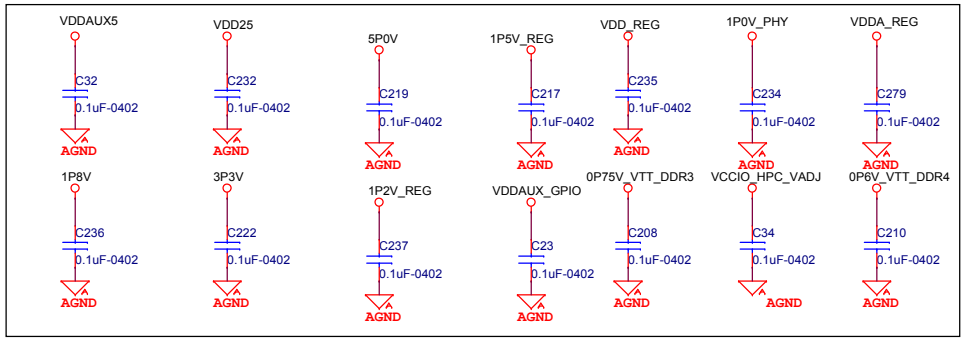 VDDAUX5
VDD25
5P0V
1P5V_REG
VDD_REG
1P0V_PHY
VDDA_REG
C32
0.1uF-0402
C232
0.1uF-0402
C219
0.1uF-0402
C217
0.1uF-0402
C235
0.1uF-0402
C234
0.1uF-0402
C279
0.1uF-0402
A
AGND
A
AGND
A
AGND
A
AGND
A
AGND
A
AGND
A
AGND
1P8V
3P3V
1P2V_REG
VDDAUX_GPIO
0P75V_VTT_DDR3
VCCIO_HPC_VADJ
0P6V_VTT_DDR4
C236
0.1uF-0402
C222
0.1uF-0402
C237
0.1uF-0402
C23
0.1uF-0402
C208
0.1uF-0402
C34
0.1uF-0402
C210
0.1uF-0402
A
AGND
A
AGND
A
AGND
A
AGND
A
AGND
AGND
A
AGND